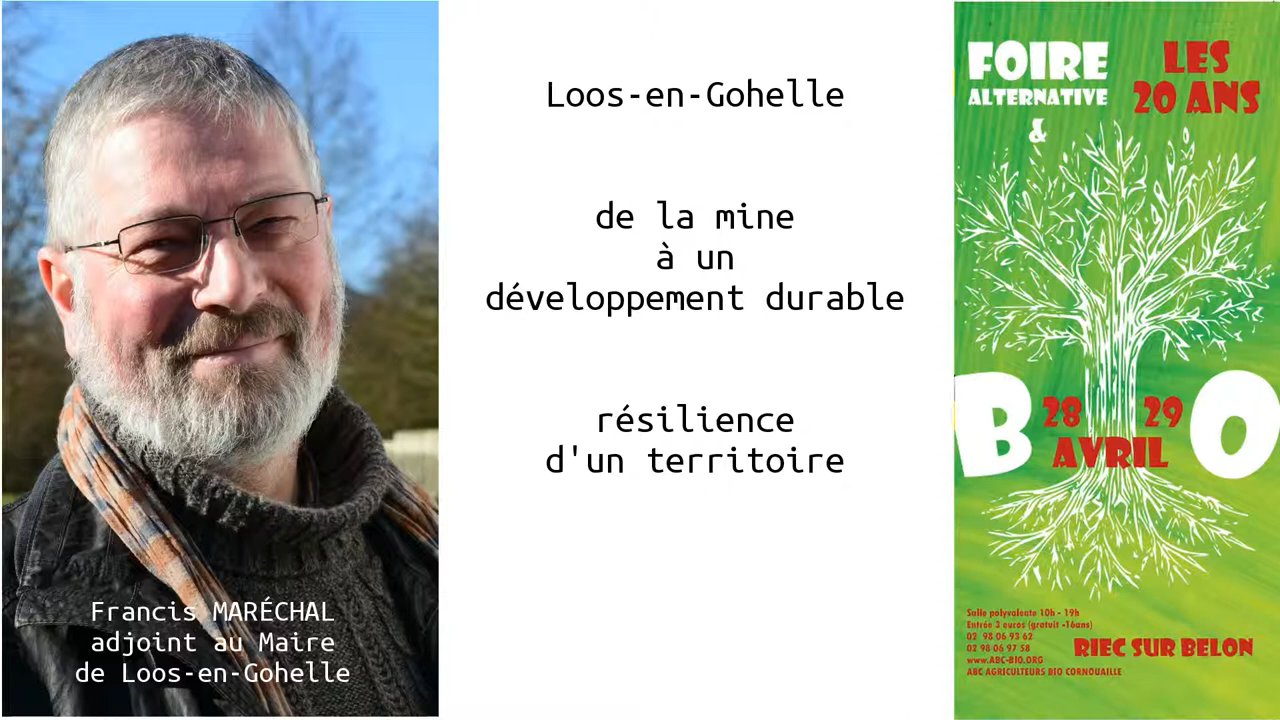 Francis MARÉCHAL
adjoint au Maire
de Loos-en-Gohelle
Loos-en-Gohelle
de la mine
à un
développement durable
résilience
d'un territoire
FOIRE
ALTERNATIVE
&
LES
20 ANS
B O
28 29
AVRIL
Salle polyvalente 10h - 19h
Entrée 3 euros (gratuit -16ans)
02 98 06 93 62
02 98 06 97 58
www.ABC-BIO.ORG
ABC AGRICULTEURS BIO CORNOUAILLE
RIEC SUR BELON